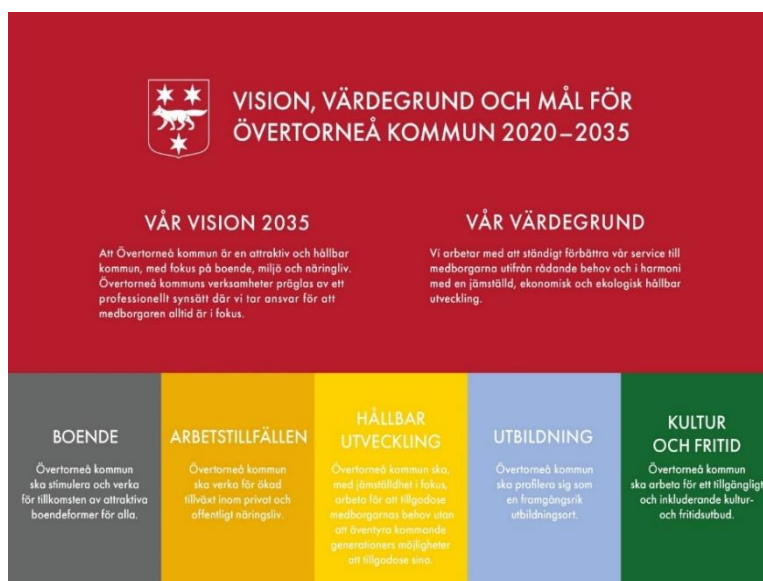 VISION, VÄRDEGRUND OCH MÅL FÖR
ÖVERTORNEÅ KOMMUN 2020–2035
VÅR VISION 2035
Att Övertorneå kommun är en attraktiv och hållbar
kommun, med fokus på boende, miljö och näringliv.
Övertorneå kommuns verksamheter präglas av ett
professionellt synsätt där vi tar ansvar för att
medborgaren alltid är i fokus.
VÅR VÄRDEGRUND
Vi arbetar med att ständigt förbättra vår service till
medborgarna utifrån rådande behov och i harmoni
med en jämställd, ekonomisk och ekologisk hållbar
utveckling.
BOENDE
Övertorneå kommun
ska stimulera och verka
för tillkomsten av attraktiva
boendeformer för alla.
ARBETSTILLFÄLLEN
Övertorneå kommun
ska verka för ökad
tillväxt inom privat och
offentligt näringsliv.
HÅLLBAR
UTVECKLING
Övertorneå kommun ska,
med jämställdhet i fokus,
arbeta för att tillgodose
medborgarnas behov utan
att äventyra kommande
generationers möjligheter
att tillgodose sina.
UTBILDNING
Övertorneå kommun
ska profilera sig som
en framgångsrik
utbildningsort.
KULTUR
OCH FRITID
Övertorneå kommun
ska arbeta för ett tillgängligt
och inkluderande kultur-
och fritidsutbud.